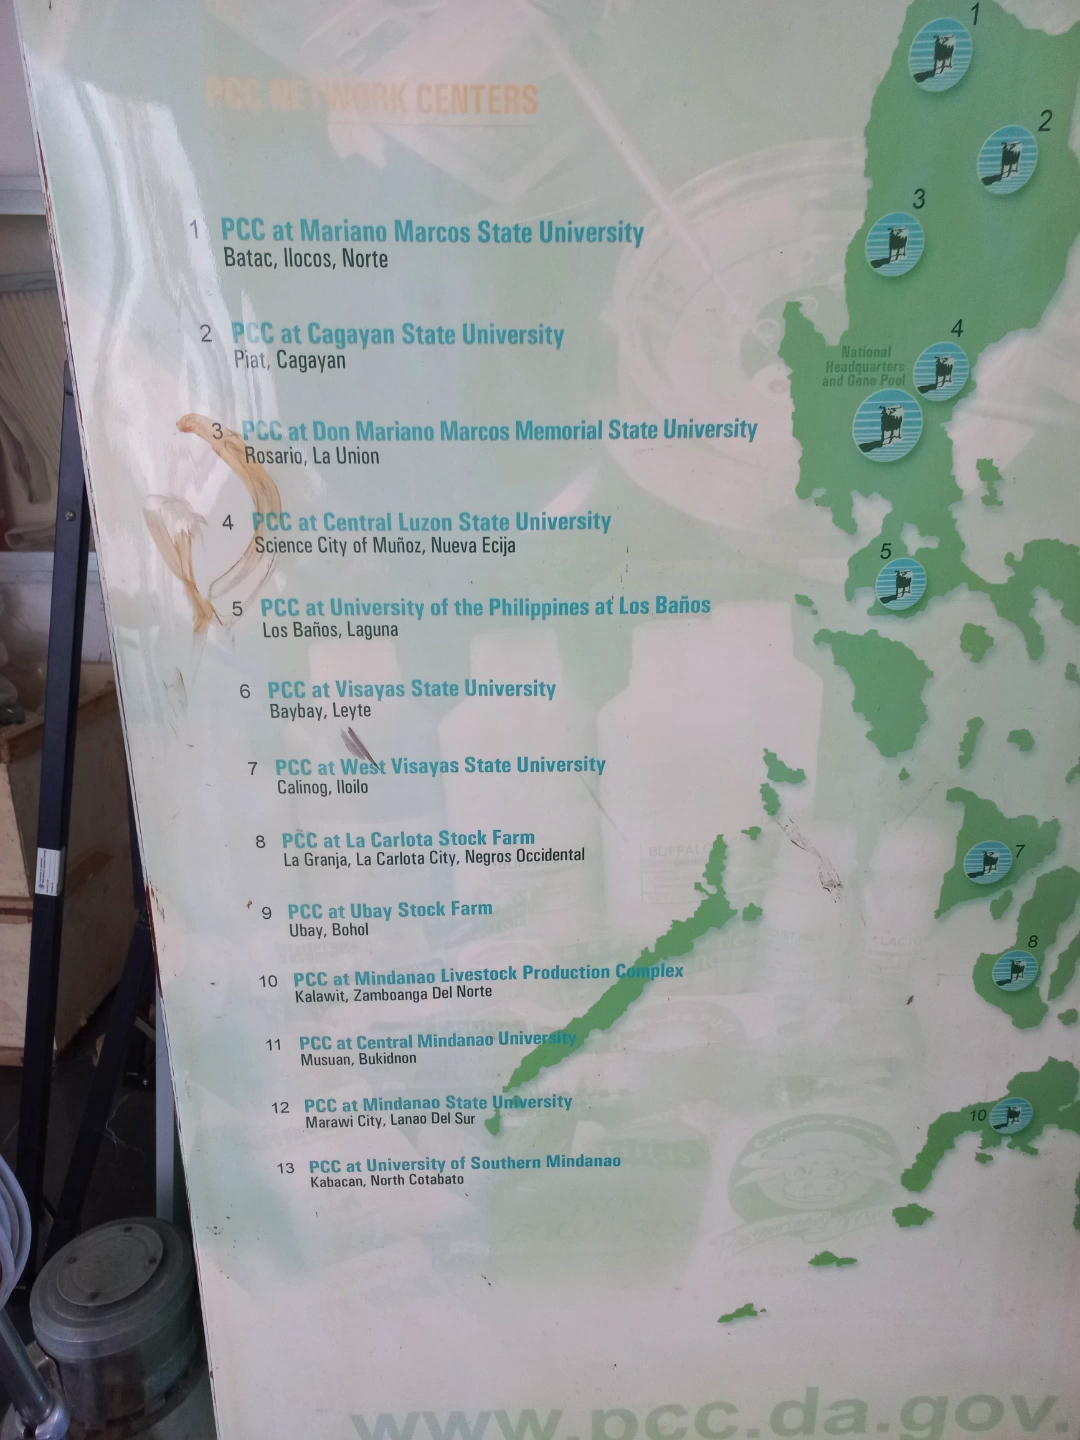 PCC NETWORK CENTERS
1 PCC at Mariano Marcos State University
Batac, Ilocos, Norte
2 PCC at Cagayan State University
Piat, Cagayan
3 PCC at Don Mariano Marcos Memorial State University
Rosario, La Union
4 PCC at Central Luzon State University
Science City of Muñoz, Nueva Ecija
5 PCC at University of the Philippines at Los Baños
Los Baños, Laguna
6 PCC at Visayas State University
Baybay, Leyte
7 PCC at West Visayas State University
Calinog, Iloilo
8 PCC at La Carlota Stock Farm
La Granja, La Carlota City, Negros Occidental
9 PCC at Ubay Stock Farm
Ubay, Bohol
10 PCC at Mindanao Livestock Production Complex
Kalawit, Zamboanga Del Norte
11 PCC at Central Mindanao University
Musuan, Bukidnon
12 PCC at Mindanao State University
Marawi City, Lanao Del Sur
13 PCC at University of Southern Mindanao
Kabacan, North Cotabato
1
2
3
4
National
Headquarters
and Gene Pool
5
7
8
10
BUFFALO
www.pcc.da.gov.